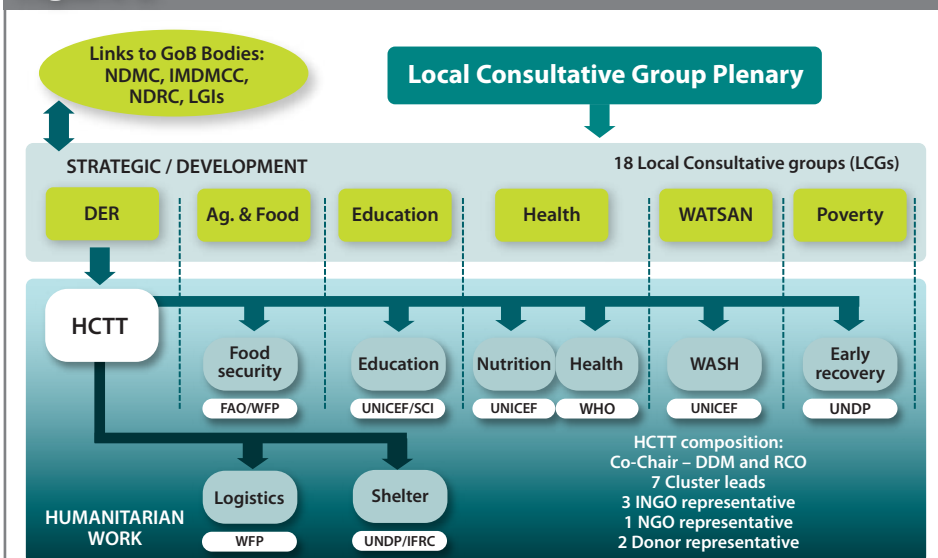 Links to GoB Bodies:
NDMC, IMDMCC,
NDRC, LGIs
Local Consultative Group Plenary
STRATEGIC / DEVELOPMENT
18 Local Consultative groups (LCGs)
DER
Ag. & Food
Education
Health
WATSAN
Poverty
HCTT
Food
security
Education
Nutrition
Health
WASH
Early
recovery
FAO/WFP
UNICEF/SCI
UNICEF
WHO
UNICEF
UNDP
HCTT composition:
Co-Chair – DDM and RCO
7 Cluster leads
3 INGO representative
1 NGO representative
2 Donor representative
Logistics
Shelter
HUMANITARIAN
WORK
WFP
UNDP/IFRC